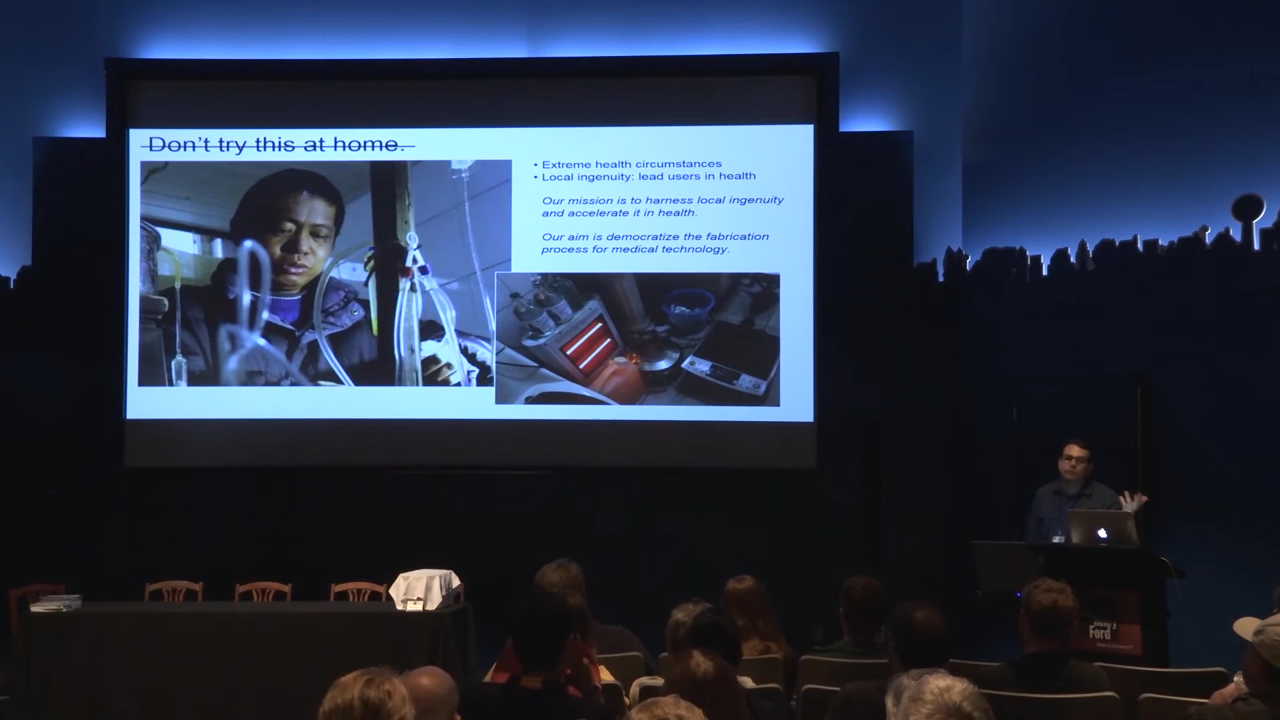 Don't try this at home.
• Extreme health circumstances
• Local ingenuity: lead users in health
Our mission is to harness local ingenuity
and accelerate it in health.
Our aim is democratize the fabrication
process for medical technology.
Ford